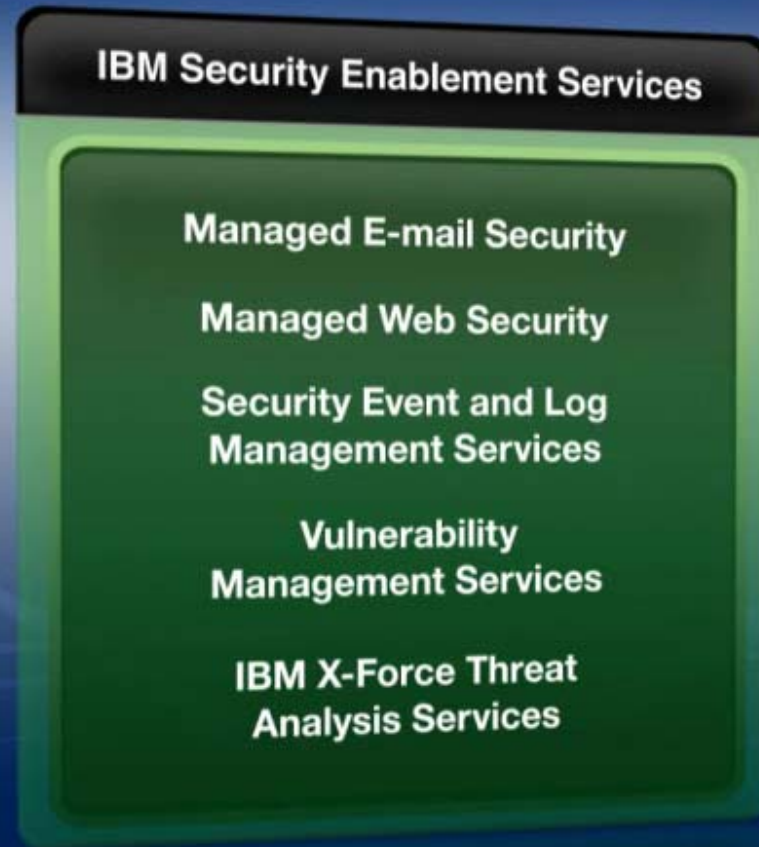 IBM Security Enablement Services
Managed E-mail Security
Managed Web Security
Security Event and Log
Management Services
Vulnerability
Management Services
IBM X-Force Threat
Analysis Services